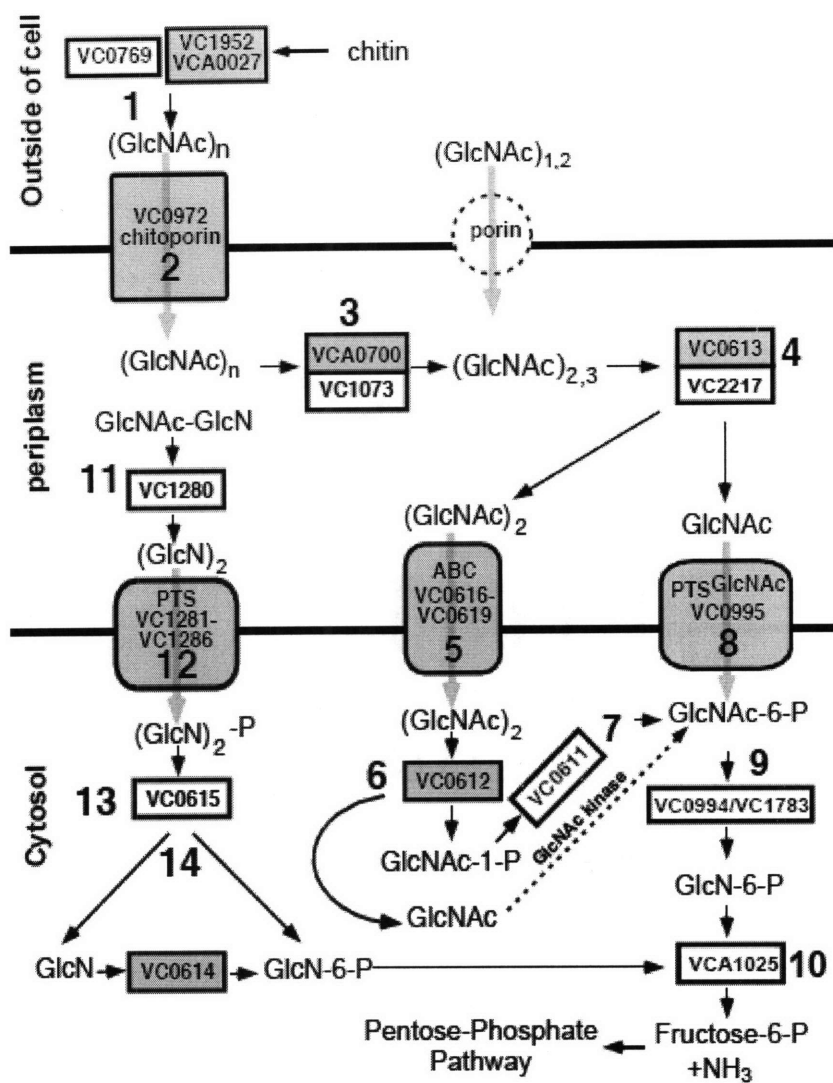 Outside of cell
VC0769
VC1952
VCA0027
chitin
1
(GlcNAc)n
(GlcNAc)1,2
VC0972
chitoporin
2
porin
periplasm
3
(GlcNAc)n
VCA0700
VC1073
(GlcNAc)2,3
VC0613
VC2217
4
GlcNAc-GlcN
11
VC1280
(GlcN)2
(GlcNAc)2
GlcNAc
PTS
VC1281-
VC1286
12
ABC
VC0616-
VC0619
5
PTSGlcNAc
VC0995
8
Cytosol
(GlcN)2-P
(GlcNAc)2
7
GlcNAc-6-P
13
VC0615
6
VC0612
VC0611
GlcNAc kinase
9
VC0994/VC1783
14
GlcNAc-1-P
GlcNAc
GlcN-6-P
GlcN
VC0614
GlcN-6-P
VCA1025
10
Pentose-Phosphate
Pathway
Fructose-6-P
+NH3